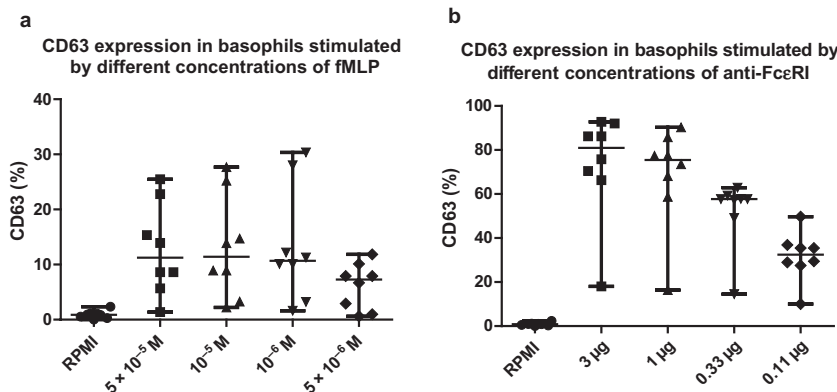 a
CD63 expression in basophils stimulated
by different concentrations of fMLP
CD63 (%)
40
30
20
10
0
RPMI
5 × 10⁻⁵ M
10⁻⁵ M
10⁻⁶ M
5 × 10⁻⁶ M
b
CD63 expression in basophils stimulated by
different concentrations of anti-FcεRI
CD63 (%)
100
80
60
40
20
0
RPMI
3 µg
1 µg
0.33 µg
0.11 µg